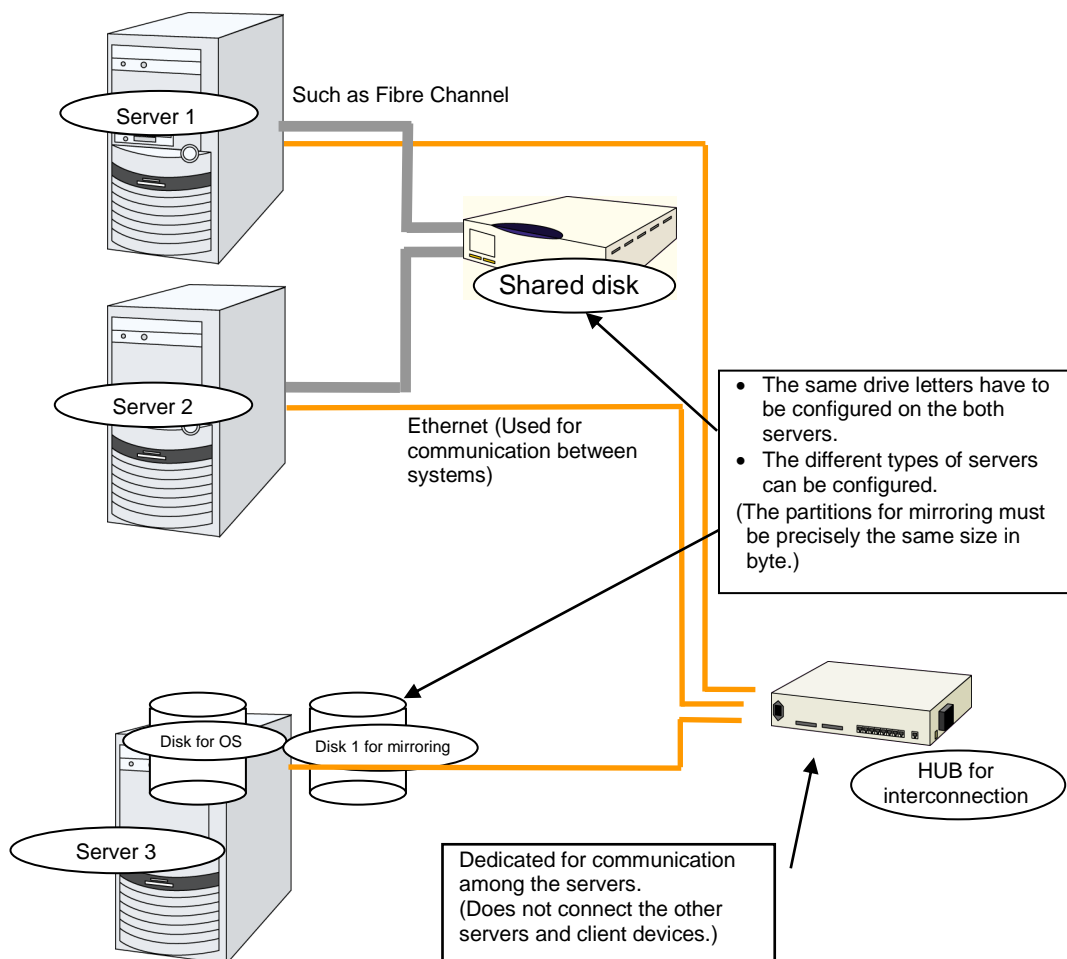 Such as Fibre Channel
Server 1
Shared disk
Server 2
Ethernet (Used for
communication between
systems)
• The same drive letters have to
be configured on the both
servers.
• The different types of servers
can be configured.
(The partitions for mirroring must
be precisely the same size in
byte.)
Disk for OS
Disk 1 for mirroring
HUB for
interconnection
Server 3
Dedicated for communication
among the servers.
(Does not connect the other
servers and client devices.)